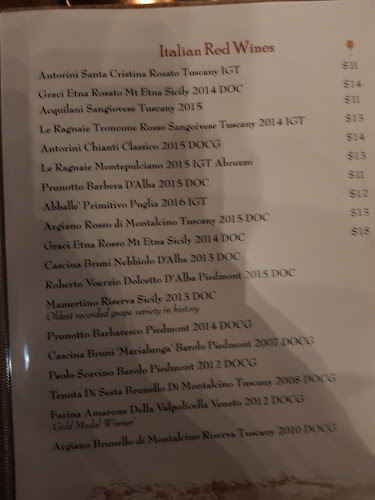 Italian Red Wines
Antorini Santa Cristina Rosato Tuscany IGT $11
Graci Etna Rosato Mt Etna Sicily 2014 DOC $14
Acquilani Sangiovese Tuscany 2015 $11
Le Ragnaie Troncone Rosso Sangoivese Tuscany 2014 IGT $13
Antorini Chianti Classico 2015 DOCG $14
Le Ragnaie Montepulciano 2015 IGT Abruzzo $13
Prunotto Barbera D'Alba 2015 DOC $11
Abballe' Primitivo Puglia 2016 IGT $12
Argiano Rosso di Montalcino Tuscany 2015 DOC $13
Graci Etna Rosso Mt Etna Sicily 2014 DOC $15
Cascina Bruni Nebbiolo D'Alba 2013 DOC
Roberto Voerzio Dolcetto D'Alba Piedmont 2015 DOC
Mamertino Riserva Sicily 2013 DOC
Oldest recorded grape variety in history
Prunotto Barbaresco Piedmont 2014 DOCG
Cascina Bruni 'Marialunga' Barolo Piedmont 2007 DOCG
Paolo Scavino Barolo Piedmont 2012 DOCG
Tenuta Di Sesta Brunello Di Montalcino Tuscany 2008 DOCG
Farina Amarone Della Valpolicella Veneto 2012 DOCG
'Gold Medal Winner'
Argiano Brunello di Montalcino Riserva Tuscany 2010 DOCG